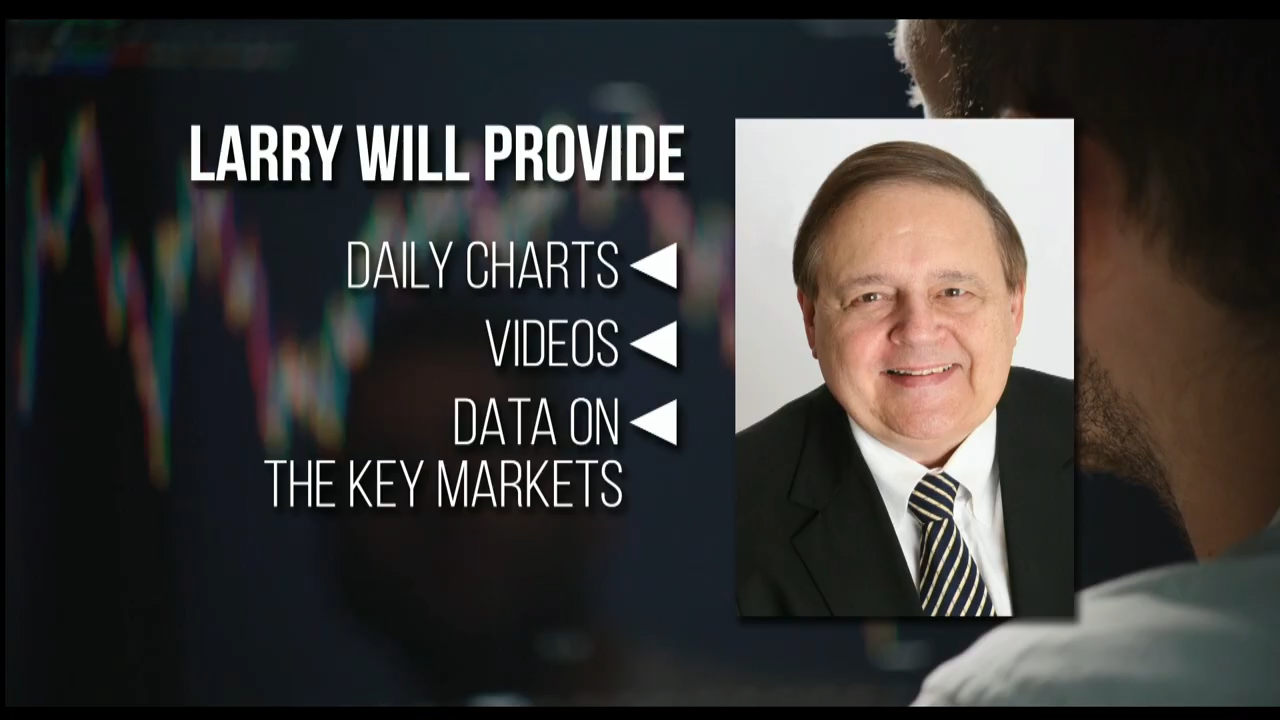 LARRY WILL PROVIDE
DAILY CHARTS
VIDEOS
DATA ON
THE KEY MARKETS